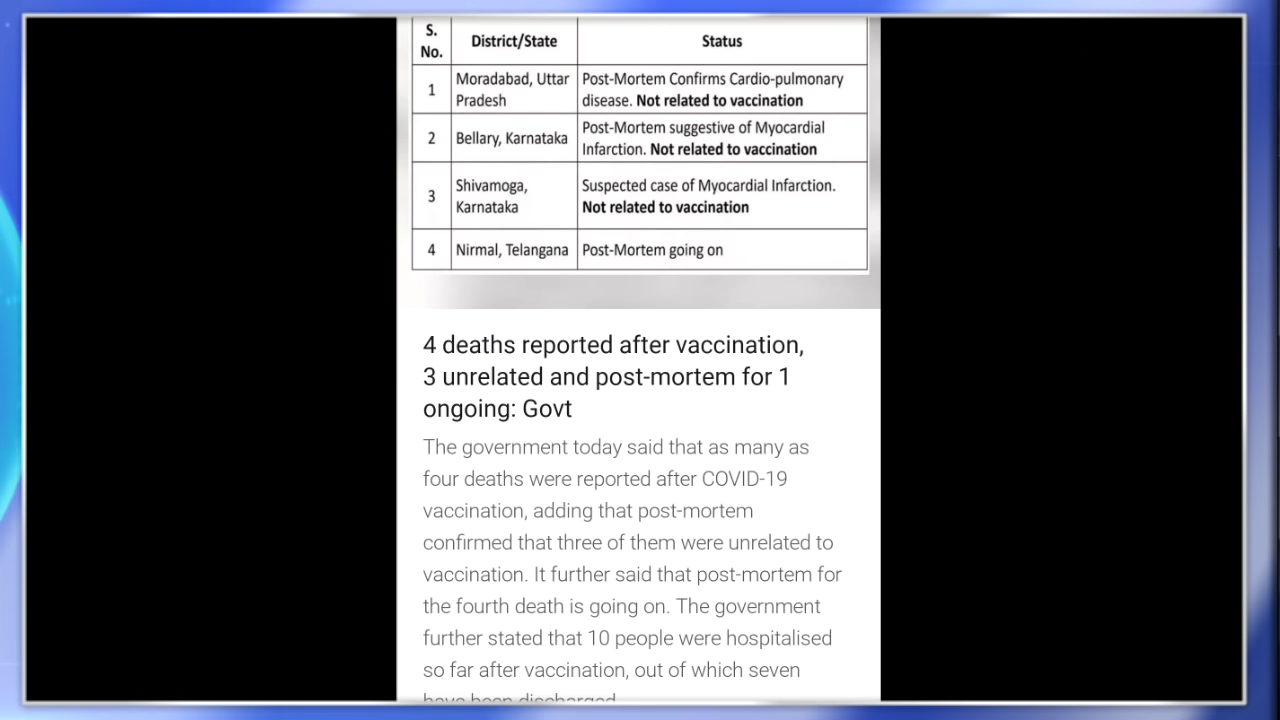 S. No. District/State Status
1 Moradabad, Uttar Pradesh Post-Mortem Confirms Cardio-pulmonary disease. Not related to vaccination
2 Bellary, Karnataka Post-Mortem suggestive of Myocardial Infarction. Not related to vaccination
3 Shivamoga, Karnataka Suspected case of Myocardial Infarction. Not related to vaccination
4 Nirmal, Telangana Post-Mortem going on
4 deaths reported after vaccination,
3 unrelated and post-mortem for 1
ongoing: Govt
The government today said that as many as
four deaths were reported after COVID-19
vaccination, adding that post-mortem
confirmed that three of them were unrelated to
vaccination. It further said that post-mortem for
the fourth death is going on. The government
further stated that 10 people were hospitalised
so far after vaccination, out of which seven
have been discharged